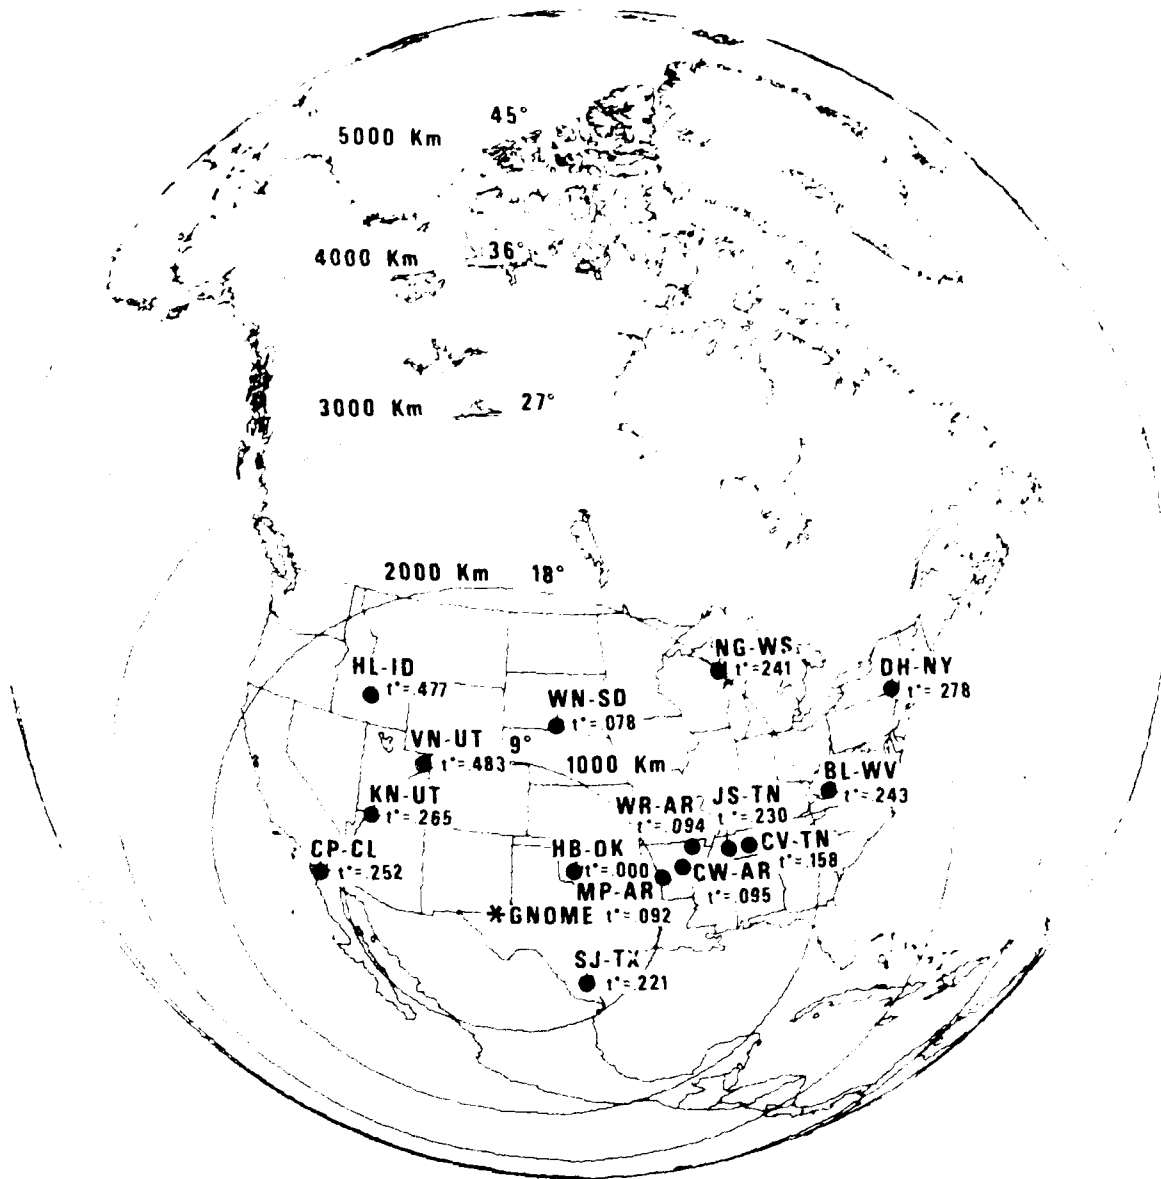 45°
5000 Km
4000 Km
36°
3000 Km
27°
2000 Km 18°
NG-WS
t*=.241
HL-ID
t*=.477
DH-NY
t*=.278
WN-SD
t*=.078
VN-UT 9°
t*=.483
1000 Km
BL-WV
t*=.243
KN-UT
t*=.265
WR-AR
t*=.094
JS-TN
t*=.230
CP-CL
t*=.252
HB-OK
t*=.000
CV-TN
t*=.158
CW-AR
t*=.095
MP-AR
*GNOME t*=.092
SJ-TX
t*=.221